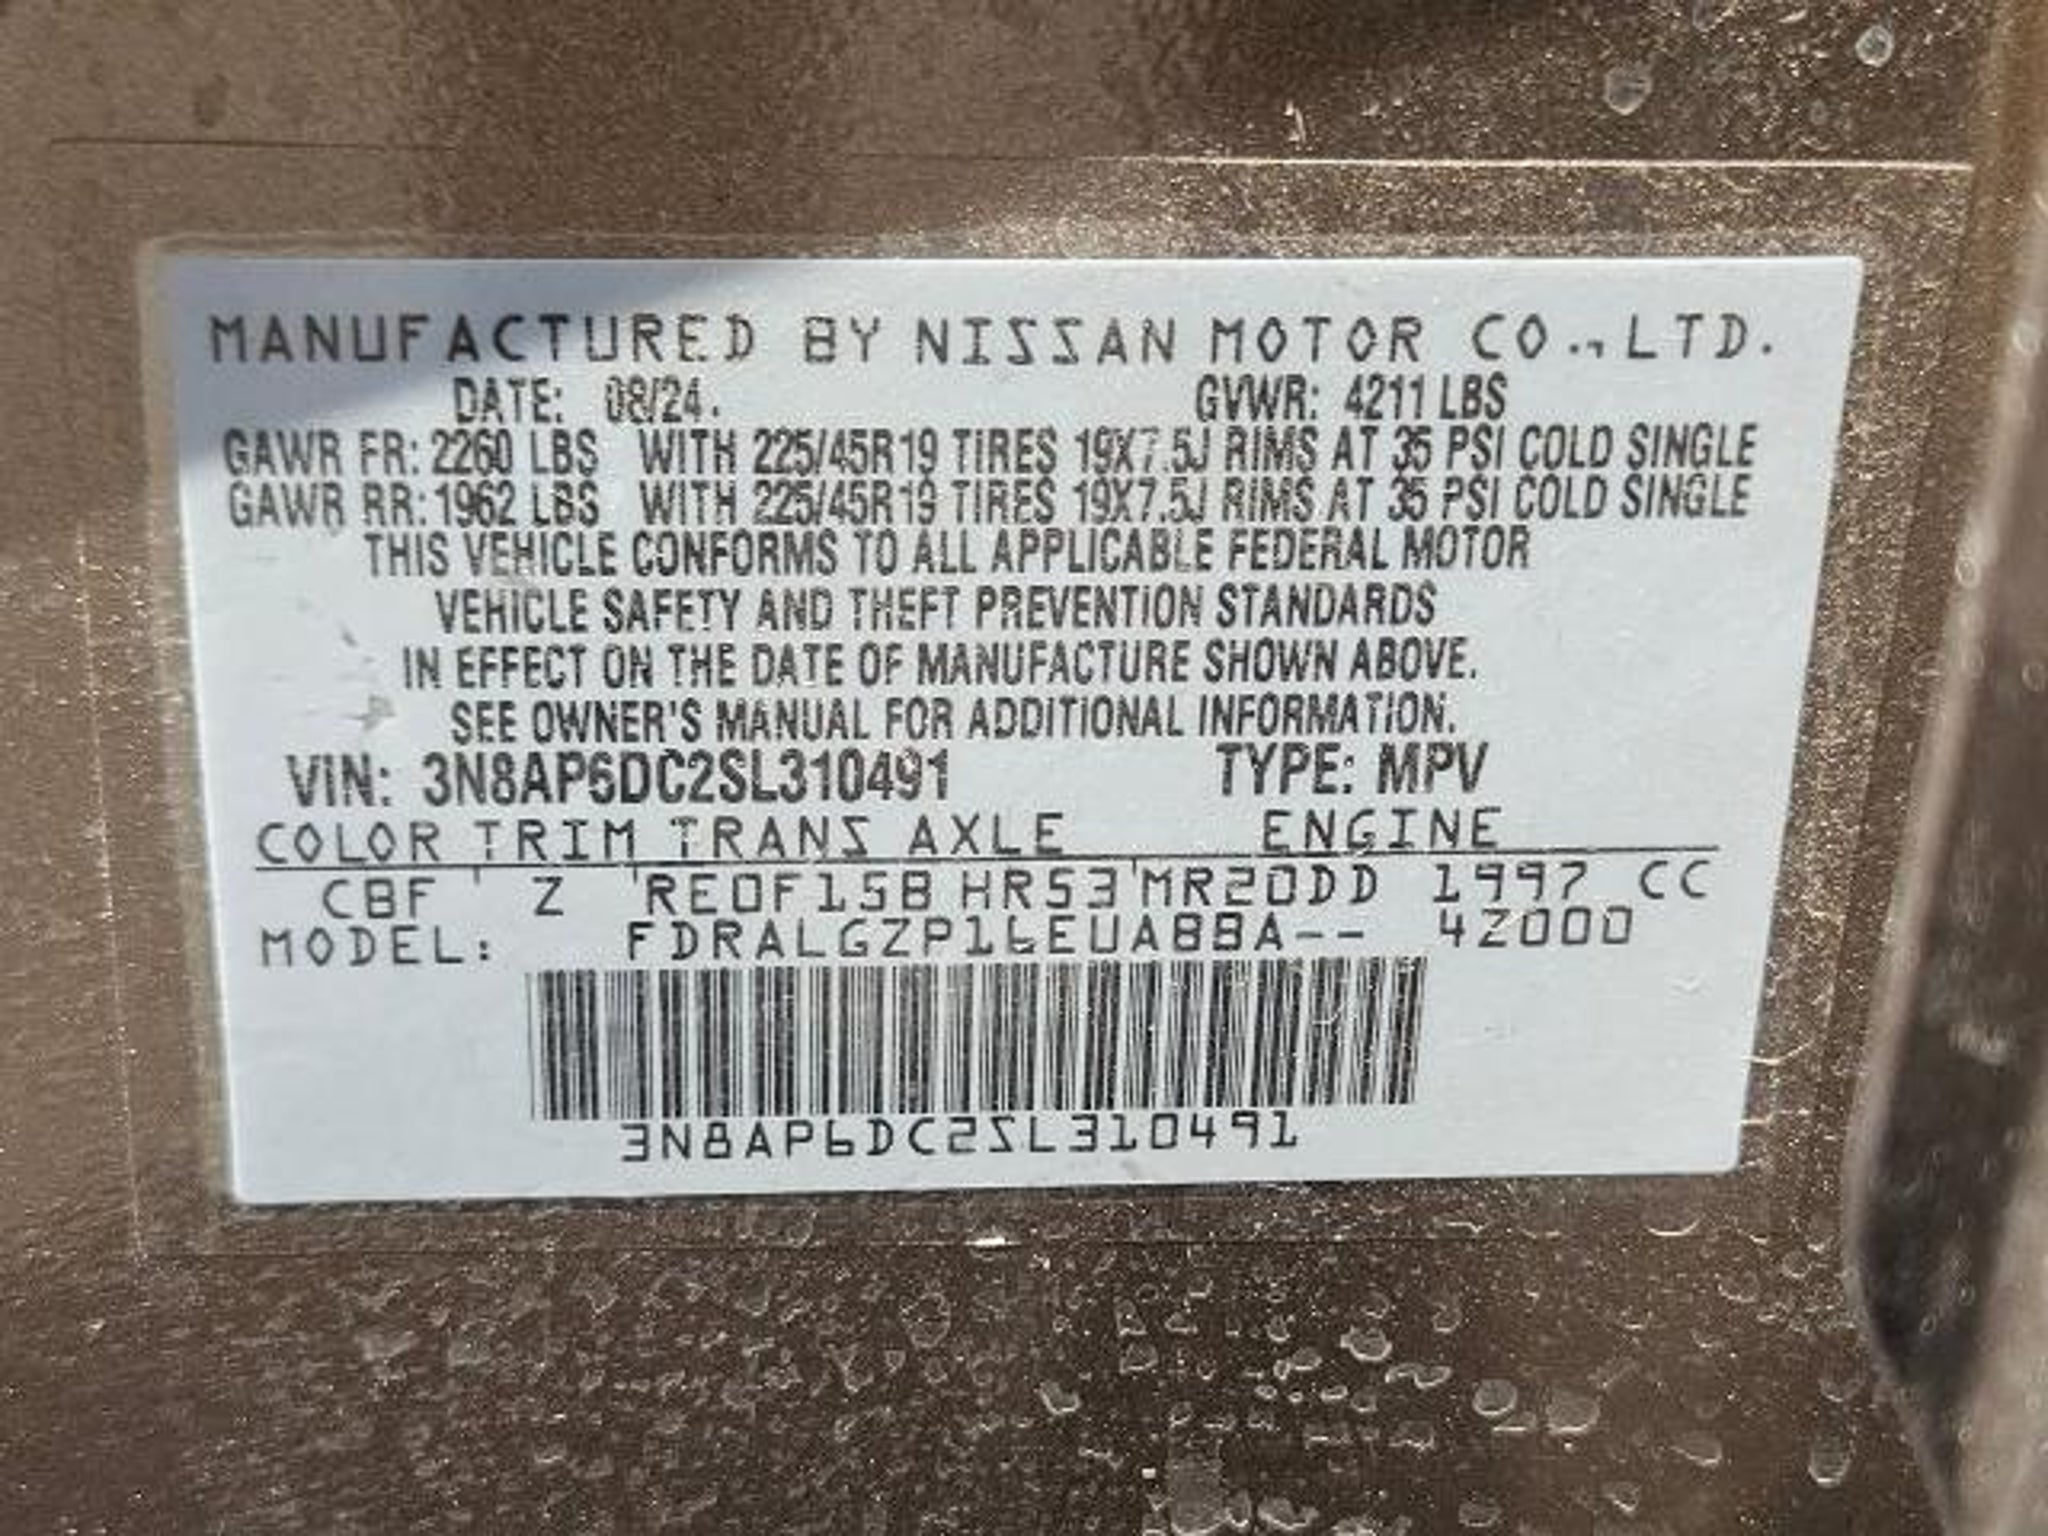 MANUFACTURED BY NISSAN MOTOR CO., LTD.
DATE: 08/24. GVWR: 4211 LBS
GAWR FR: 2260 LBS WITH 225/45R19 TIRES 19X7.5J RIMS AT 35 PSI COLD SINGLE
GAWR RR: 1962 LBS WITH 225/45R19 TIRES 19X7.5J RIMS AT 35 PSI COLD SINGLE
THIS VEHICLE CONFORMS TO ALL APPLICABLE FEDERAL MOTOR
VEHICLE SAFETY AND THEFT PREVENTION STANDARDS
IN EFFECT ON THE DATE OF MANUFACTURE SHOWN ABOVE.
SEE OWNER'S MANUAL FOR ADDITIONAL INFORMATION.
VIN: 3N8AP6DC2SL310491 TYPE: MPV
COLOR TRIM TRANS AXLE ENGINE
CBF Z RE0F15B HR53 MR20DD 1997 CC
MODEL: FDRALGZP16EUABBA-- 4Z000
3N8AP6DC2SL310491